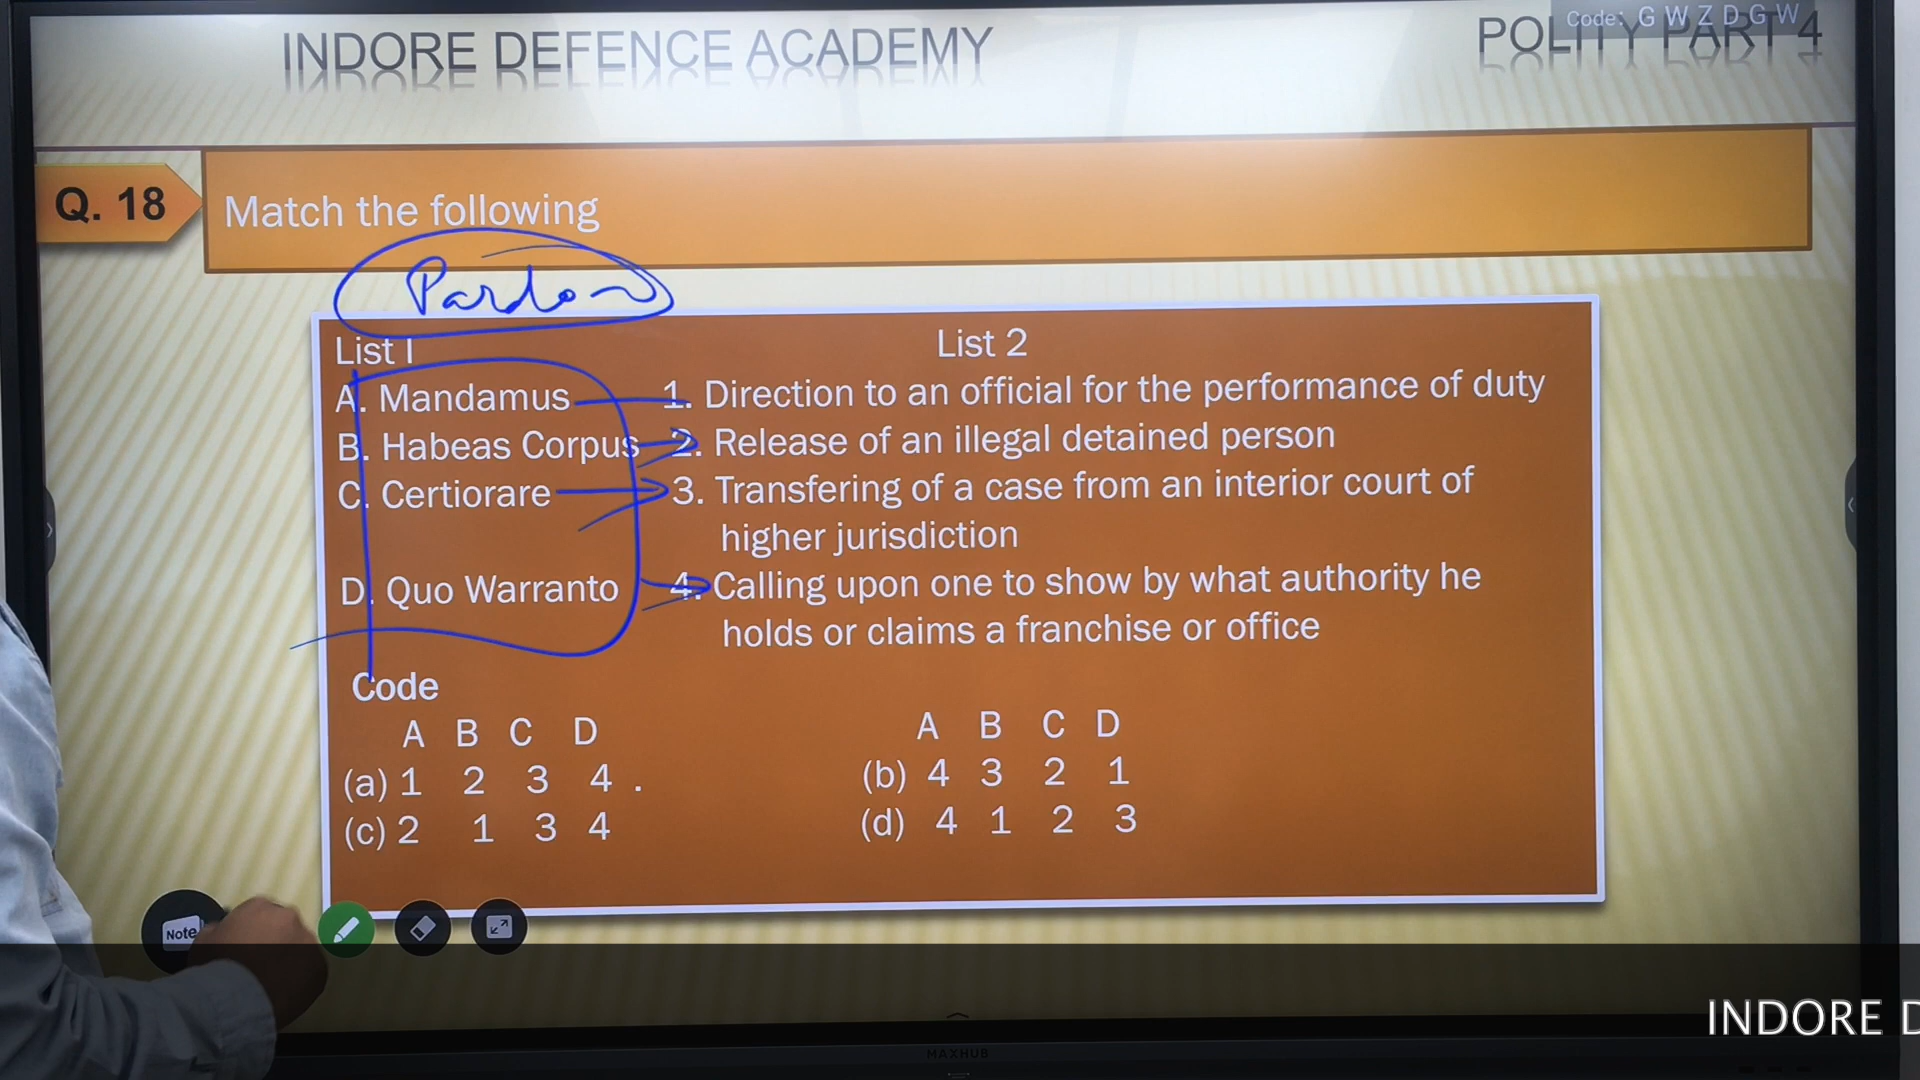 INDORE DEFENCE ACADEMY
POLITY PART 4
Code: G W Z D G W
Q. 18
Match the following
Pardon
List I List 2
A. Mandamus 1. Direction to an official for the performance of duty
B. Habeas Corpus 2. Release of an illegal detained person
C. Certiorare 3. Transfering of a case from an interior court of
higher jurisdiction
D. Quo Warranto 4. Calling upon one to show by what authority he
holds or claims a franchise or office
Code
A B C D A B C D
(a) 1 2 3 4 . (b) 4 3 2 1
(c) 2 1 3 4 (d) 4 1 2 3
Note
INDORE D
MAXHUB